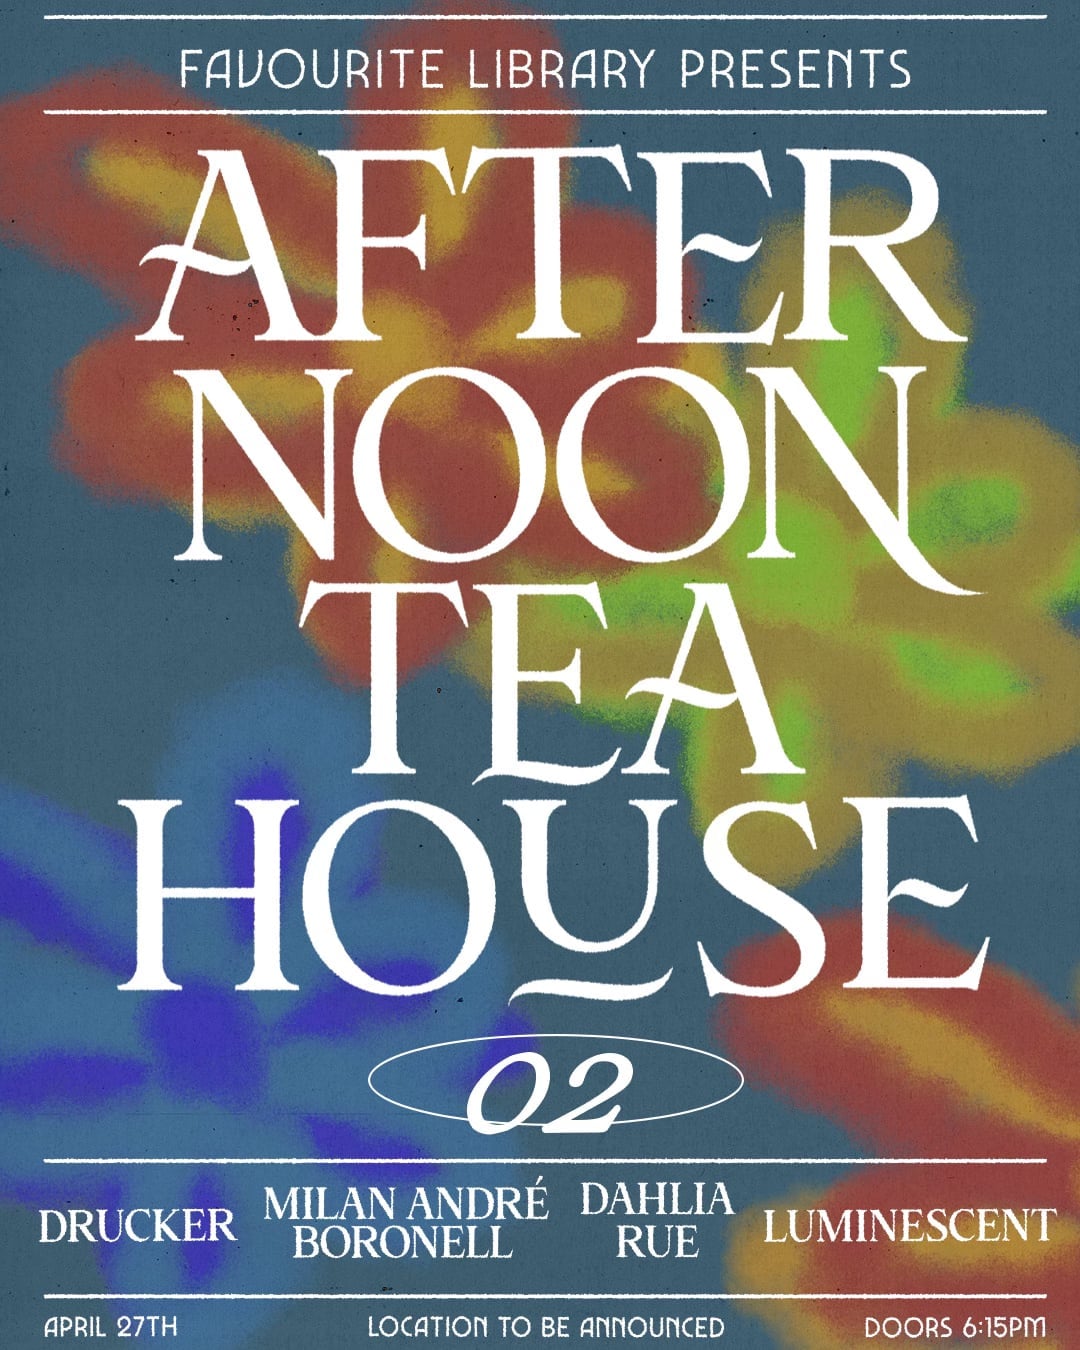 FAVOURITE LIBRARY PRESENTS
AFTER
NOON
TEA
HOUSE
02
DRUCKER
MILAN ANDRÉ
BORONELL
DAHLIA
RUE
LUMINESCENT
APRIL 27TH
LOCATION TO BE ANNOUNCED
DOORS 6:15PM